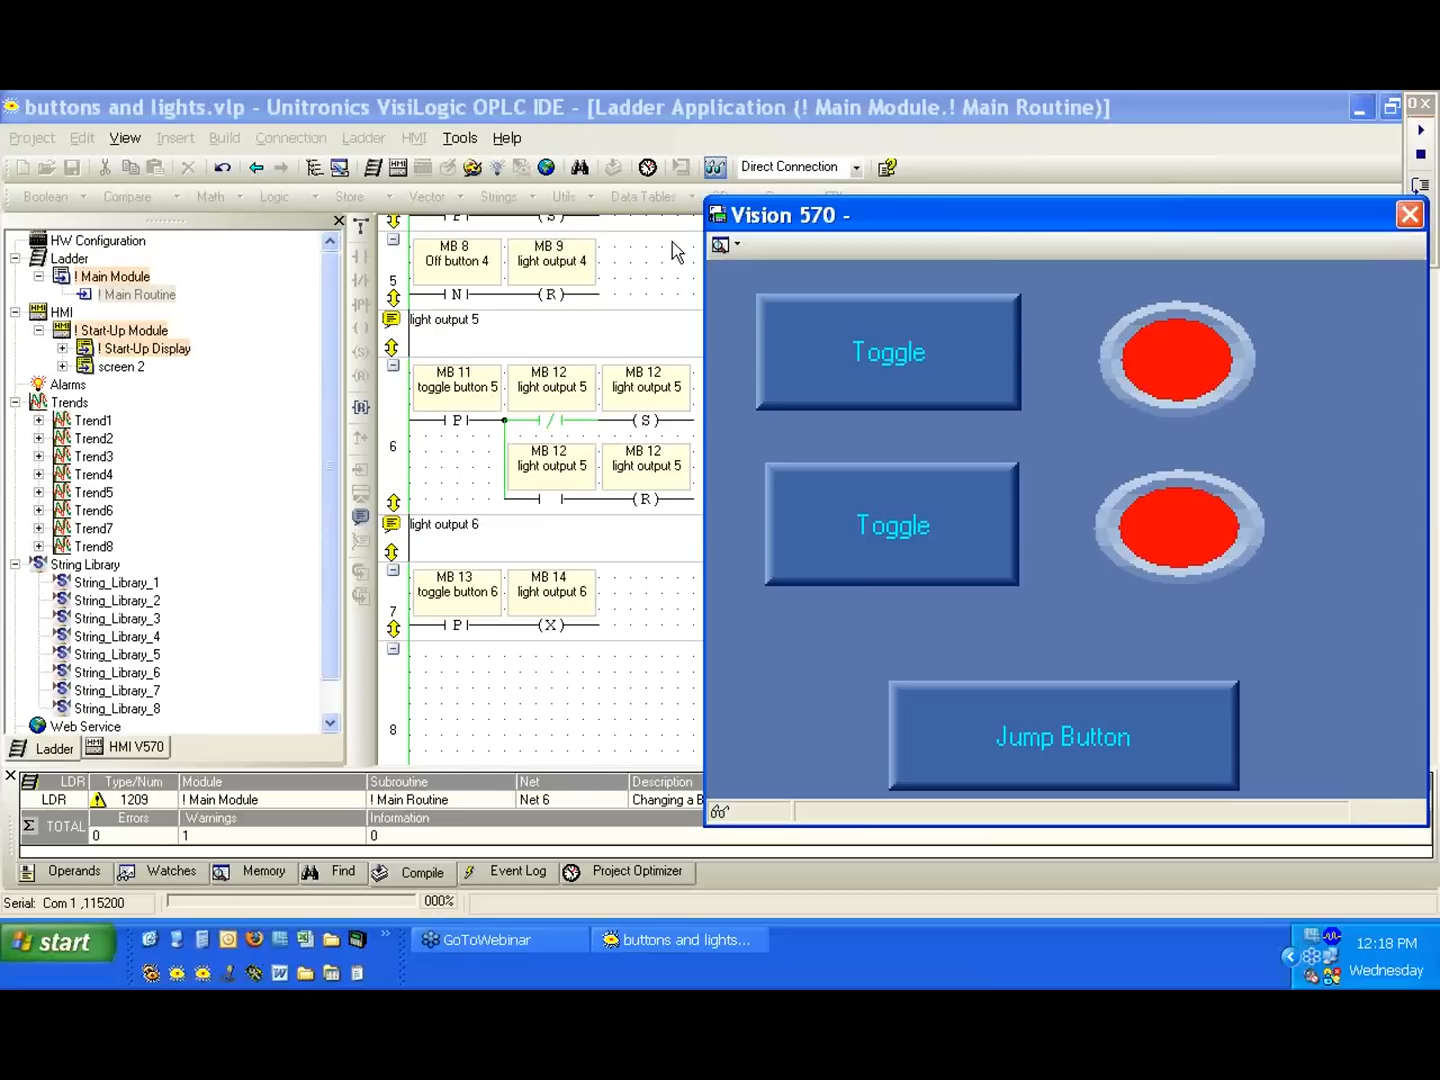 buttons and lights.vlp - Unitronics VisiLogic OPLC IDE - [Ladder Application (! Main Module.! Main Routine)]
Project Edit View Insert Build Connection Ladder HMI Tools Help
Direct Connection
Boolean Compare Math Logic Store Vector Strings Utils Data Tables
HW Configuration
Ladder
! Main Module
! Main Routine
HMI
! Start-Up Module
! Start-Up Display
screen 2
Alarms
Trends
Trend1
Trend2
Trend3
Trend4
Trend5
Trend6
Trend7
Trend8
String Library
String_Library_1
String_Library_2
String_Library_3
String_Library_4
String_Library_5
String_Library_6
String_Library_7
String_Library_8
Web Service
Ladder HMI V570
MB 8 MB 9
Off button 4 light output 4
5
N (R)
light output 5
MB 11 MB 12 MB 12
toggle button 5 light output 5 light output 5
P / (S)
6
MB 12 MB 12
light output 5 light output 5
(R)
light output 6
MB 13 MB 14
toggle button 6 light output 6
7
P (X)
8
Vision 570 -
Toggle
Toggle
Jump Button
LDR Type/Num Module Subroutine Net Description
LDR 1209 ! Main Module ! Main Routine Net 6 Changing a B
Σ TOTAL Errors Warnings Information
0 1 0
Operands Watches Memory Find Compile Event Log Project Optimizer
Serial: Com 1 ,115200 000%
start GoToWebinar buttons and lights...
12:18 PM
Wednesday